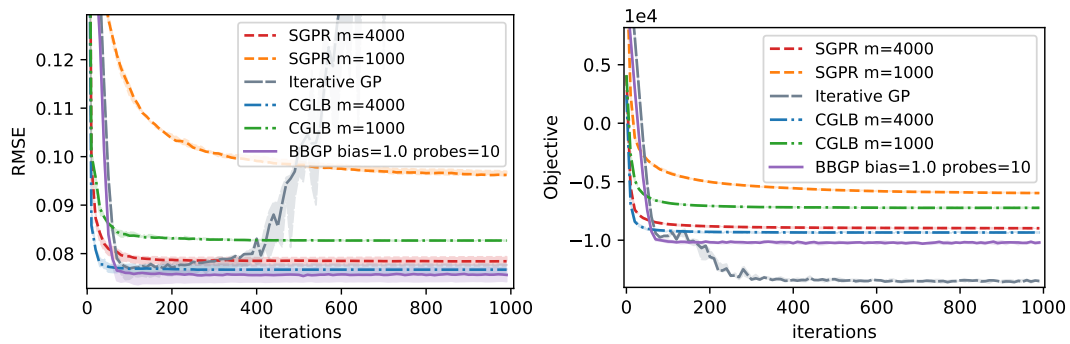 RMSE
0.12
0.11
0.10
0.09
0.08
0 200 400 600 800 1000
iterations
SGPR m=4000
SGPR m=1000
Iterative GP
CGLB m=4000
CGLB m=1000
BBGP bias=1.0 probes=10
1e4
Objective
0.5
0.0
−0.5
−1.0
0 200 400 600 800 1000
iterations
SGPR m=4000
SGPR m=1000
Iterative GP
CGLB m=4000
CGLB m=1000
BBGP bias=1.0 probes=10